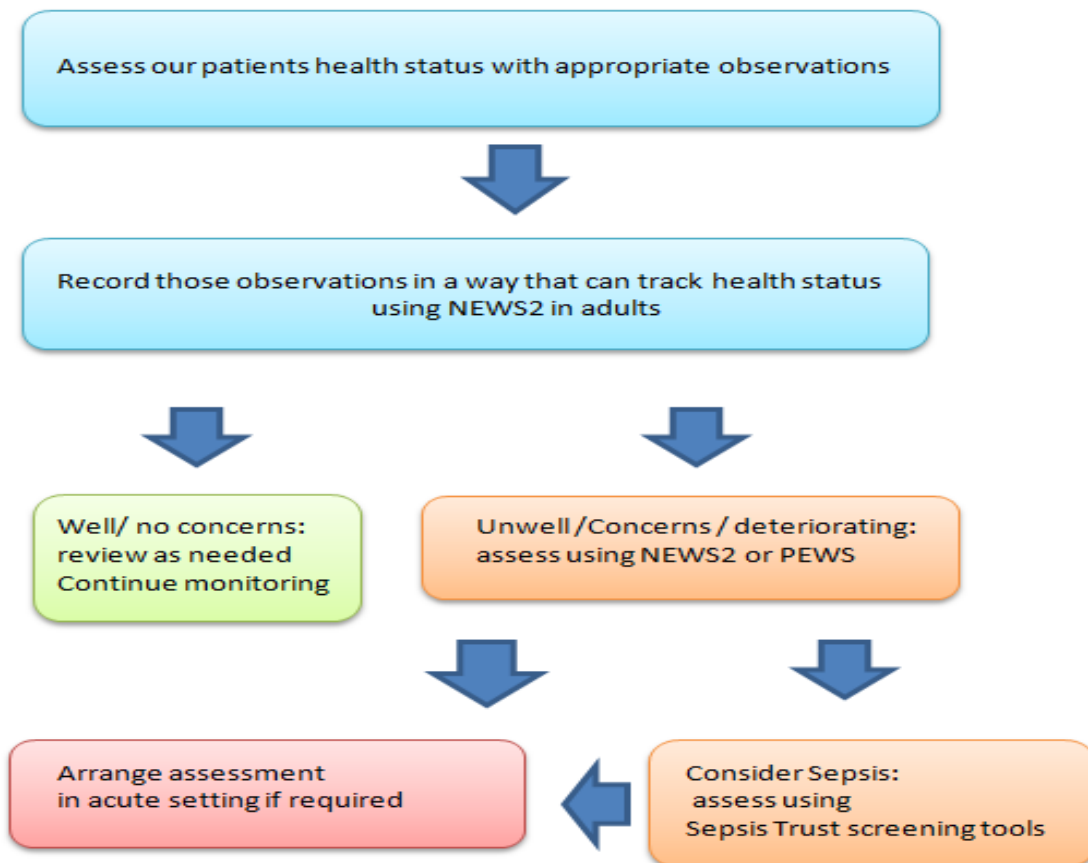 Assess our patients health status with appropriate observations
Record those observations in a way that can track health status
using NEWS2 in adults
Well/ no concerns:
review as needed
Continue monitoring
Unwell /Concerns / deteriorating:
assess using NEWS2 or PEWS
Arrange assessment
in acute setting if required
Consider Sepsis:
assess using
Sepsis Trust screening tools